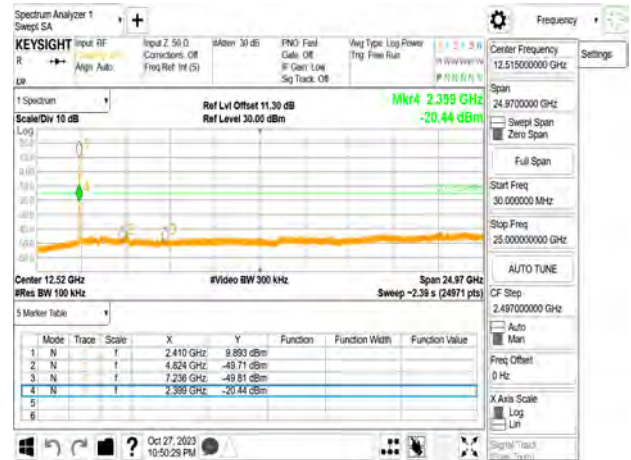 Spectrum Analyzer 1
Swept SA
+
Frequency
KEYSIGHT
Input: RF
Input Z: 50 Ω
#Atten: 30 dB
PNO: Fast
Avg Type: Log-Power
Align: Auto
Corrections: Off
Freq Ref: Int (S)
Gate: Off
IF Gain: Low
Sig Track: Off
Trig: Free Run
1 Spectrum
Scale/Div 10 dB
Log
Ref Lvl Offset 11.30 dB
Ref Level 30.00 dBm
Mkr4 2.399 GHz
-20.44 dBm
Center 12.52 GHz
#Res BW 100 kHz
#Video BW 300 kHz
Span 24.97 GHz
Sweep ~2.39 s (24971 pts)
5 Marker Table
Mode Trace Scale X Y Function Function Width Function Value
1 N f 2.410 GHz 9.893 dBm
2 N f 4.824 GHz -49.71 dBm
3 N f 7.236 GHz -49.81 dBm
4 N f 2.399 GHz -20.44 dBm
5
6
Oct 27, 2023
10:50:29 PM
Center Frequency
12.515000000 GHz
Settings
Span
24.9700000 GHz
Swept Span
Zero Span
Full Span
Start Freq
30.000000 MHz
Stop Freq
25.000000000 GHz
AUTO TUNE
CF Step
2.497000000 GHz
Auto
Man
Freq Offset
0 Hz
X Axis Scale
Log
Lin
Signal Track